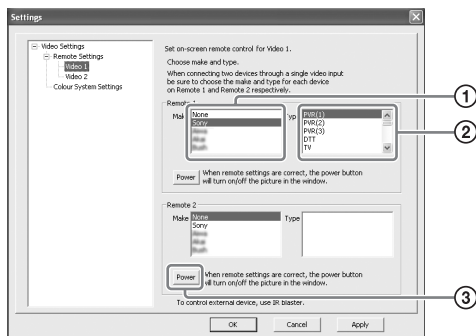 Settings
Video Settings
Remote Settings
Video 1
Video 2
Colour System Settings
Set on-screen remote control for Video 1.
Choose make and type.
When connecting two devices through a single video input
be sure to choose the make and type for each device
on Remote 1 and Remote 2 respectively.
1
Make
None
Sony
Type
PVR(1)
PVR(2)
PVR(3)
DTT
TV
2
Power
When remote settings are correct, the power button
will turn on/off the picture in the window.
Remote 2
Make
None
Sony
Type
Power
When remote settings are correct, the power button
will turn on/off the picture in the window.
3
To control external device, use IR blaster.
OK
Cancel
Apply